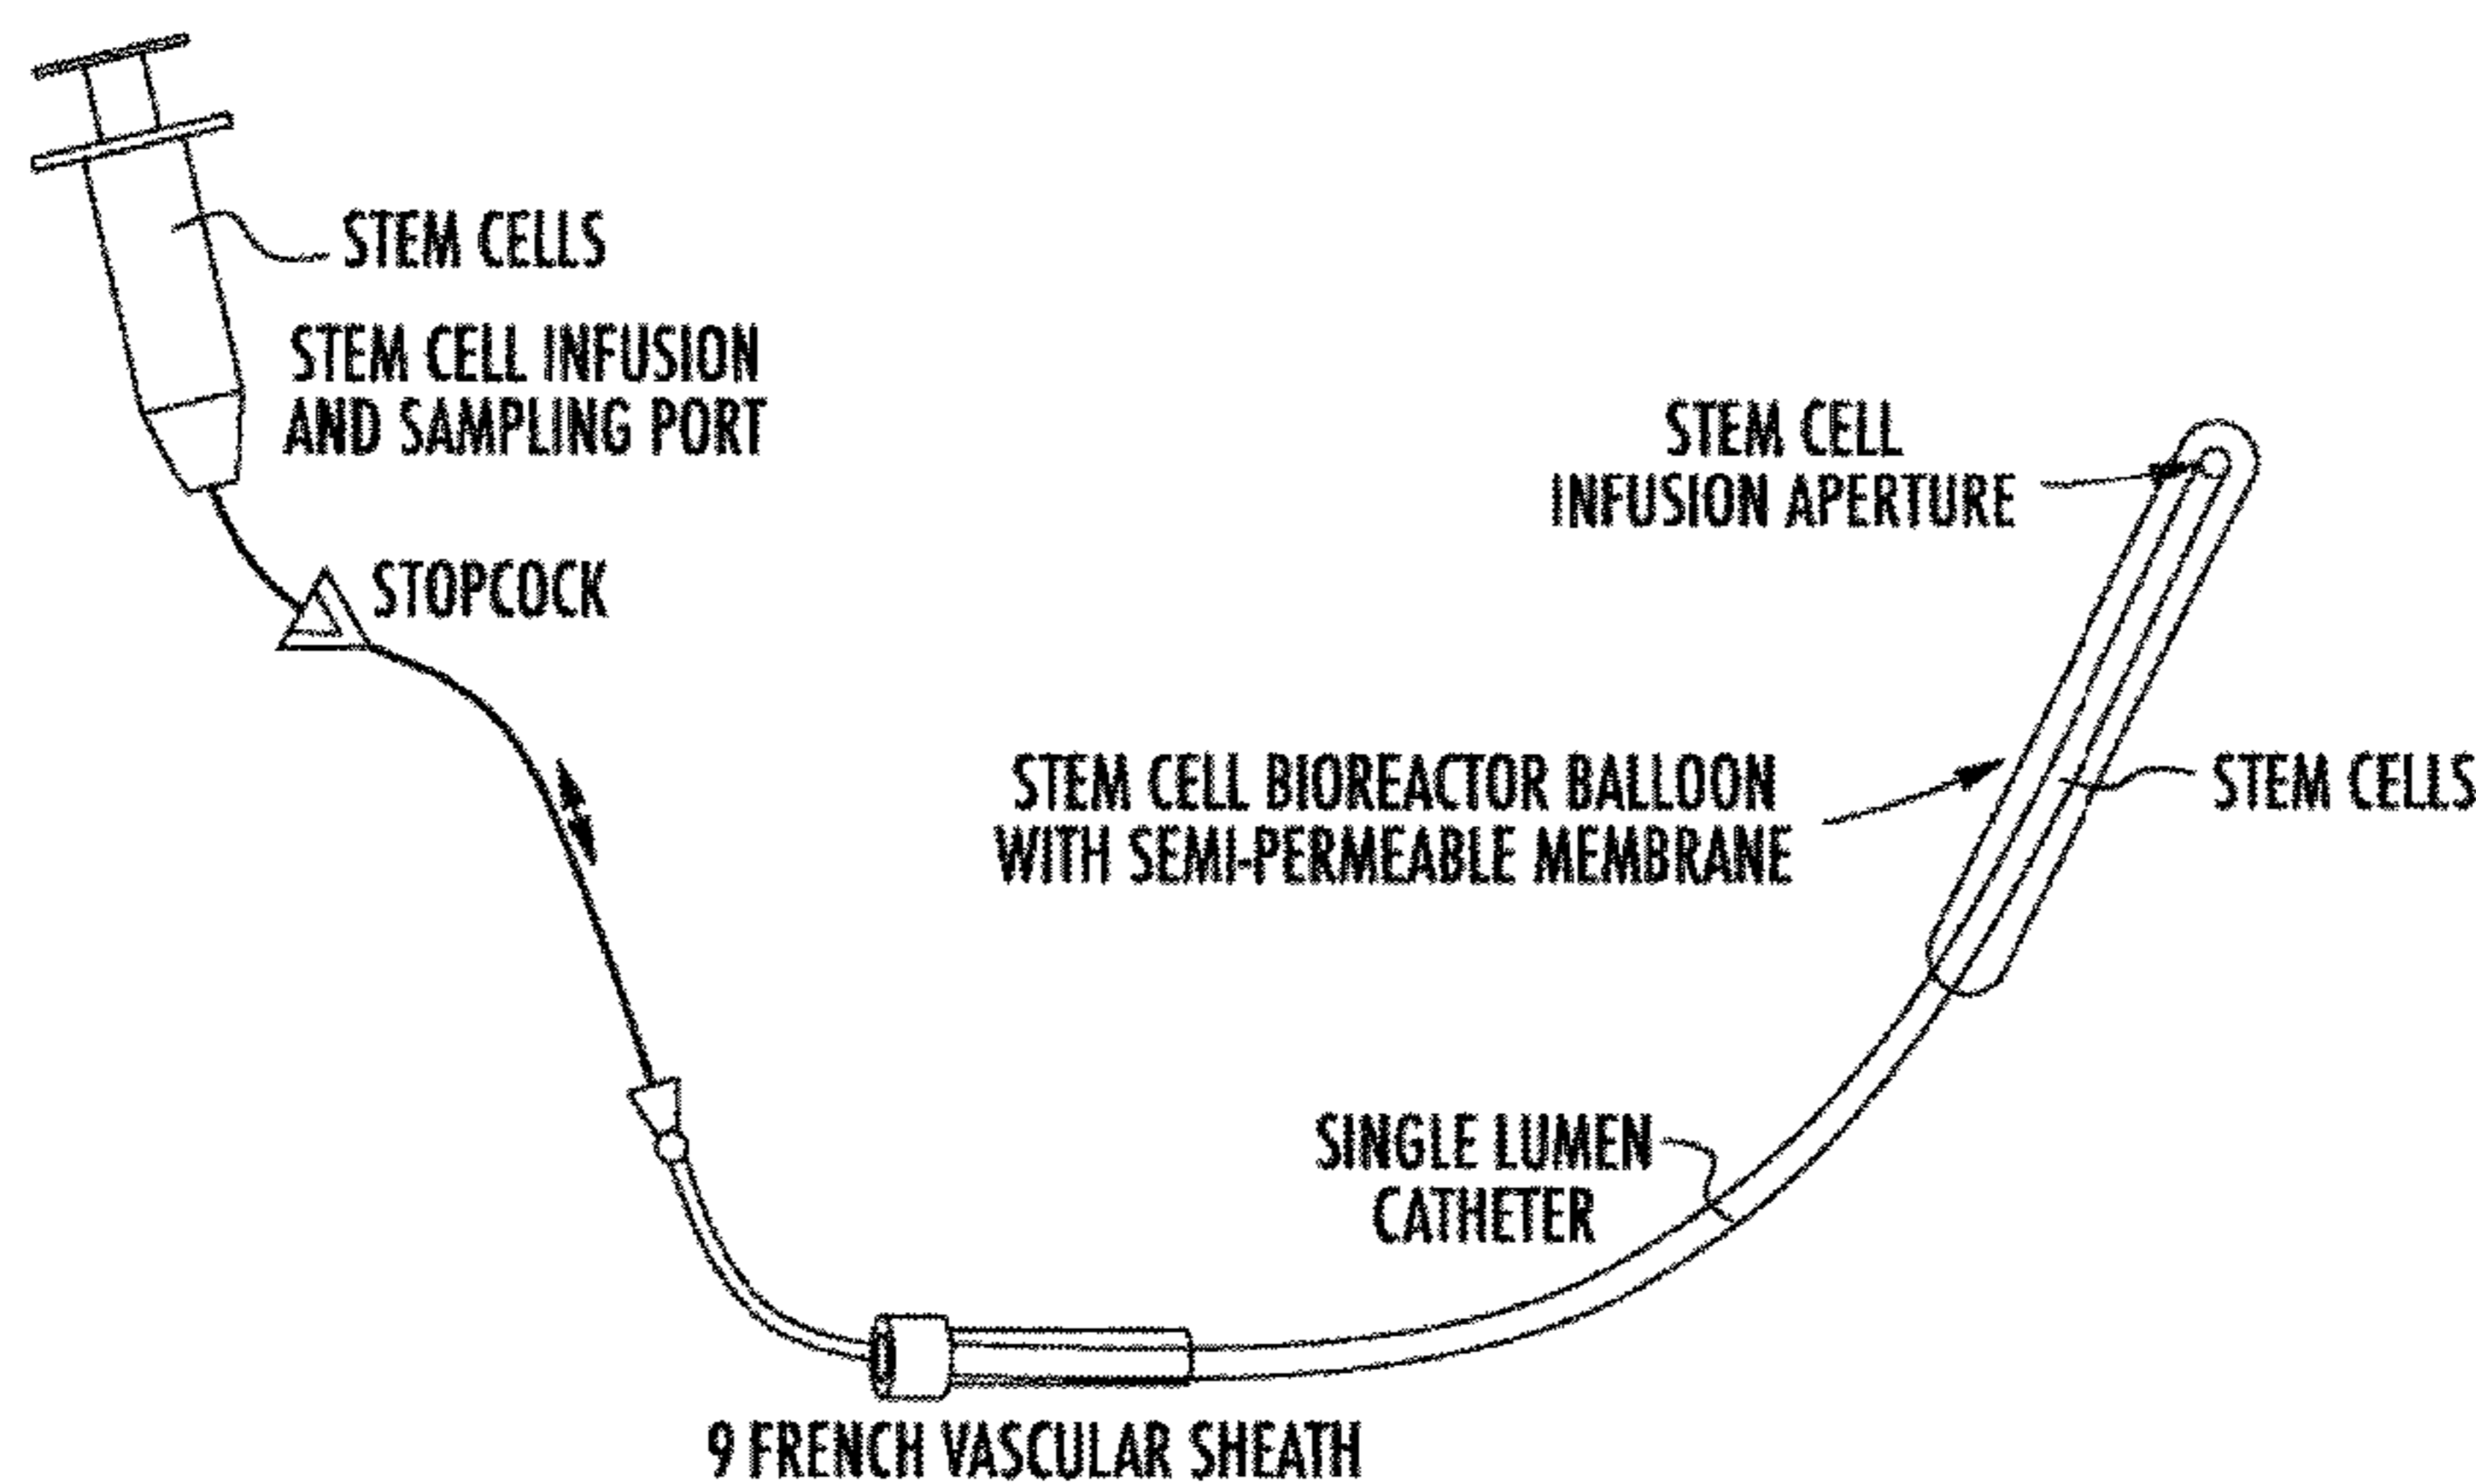 STEM CELLS
STEM CELL INFUSION
AND SAMPLING PORT
STOPCOCK
STEM CELL
INFUSION APERTURE
STEM CELL BIOREACTOR BALLOON
WITH SEMI-PERMEABLE MEMBRANE
STEM CELLS
SINGLE LUMEN
CATHETER
9 FRENCH VASCULAR SHEATH